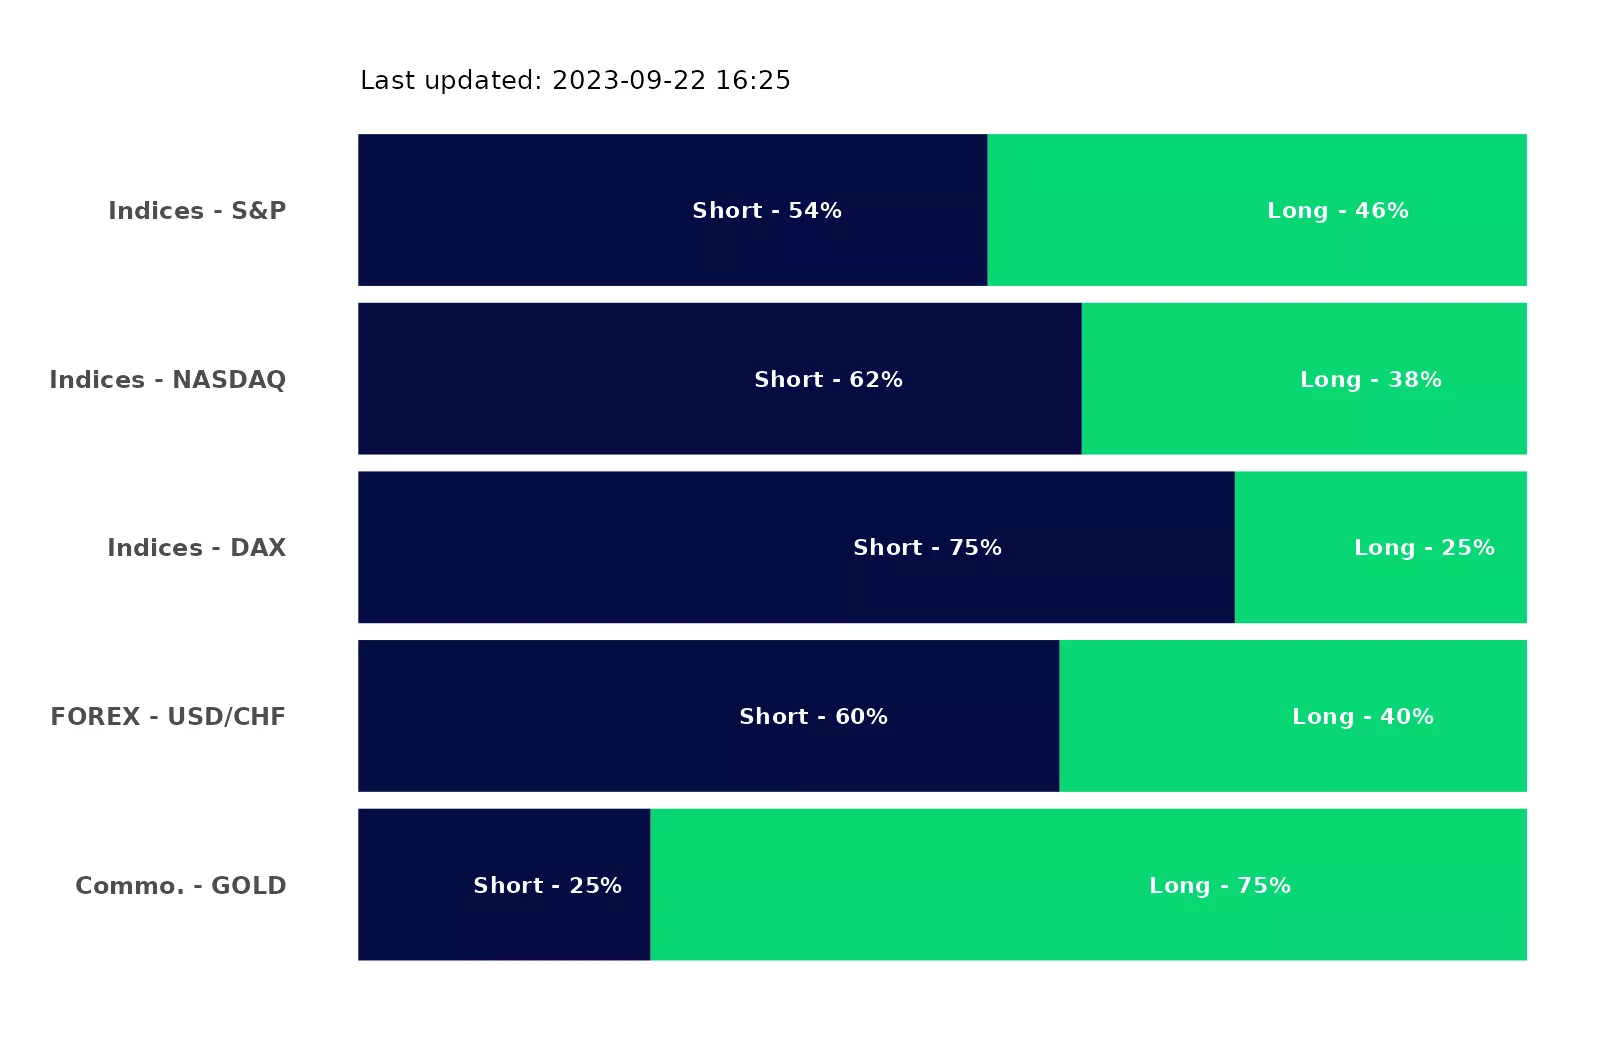 Last updated: 2023-09-22 16:25
Indices - S&P Short - 54% Long - 46%
Indices - NASDAQ Short - 62% Long - 38%
Indices - DAX Short - 75% Long - 25%
FOREX - USD/CHF Short - 60% Long - 40%
Commo. - GOLD Short - 25% Long - 75%